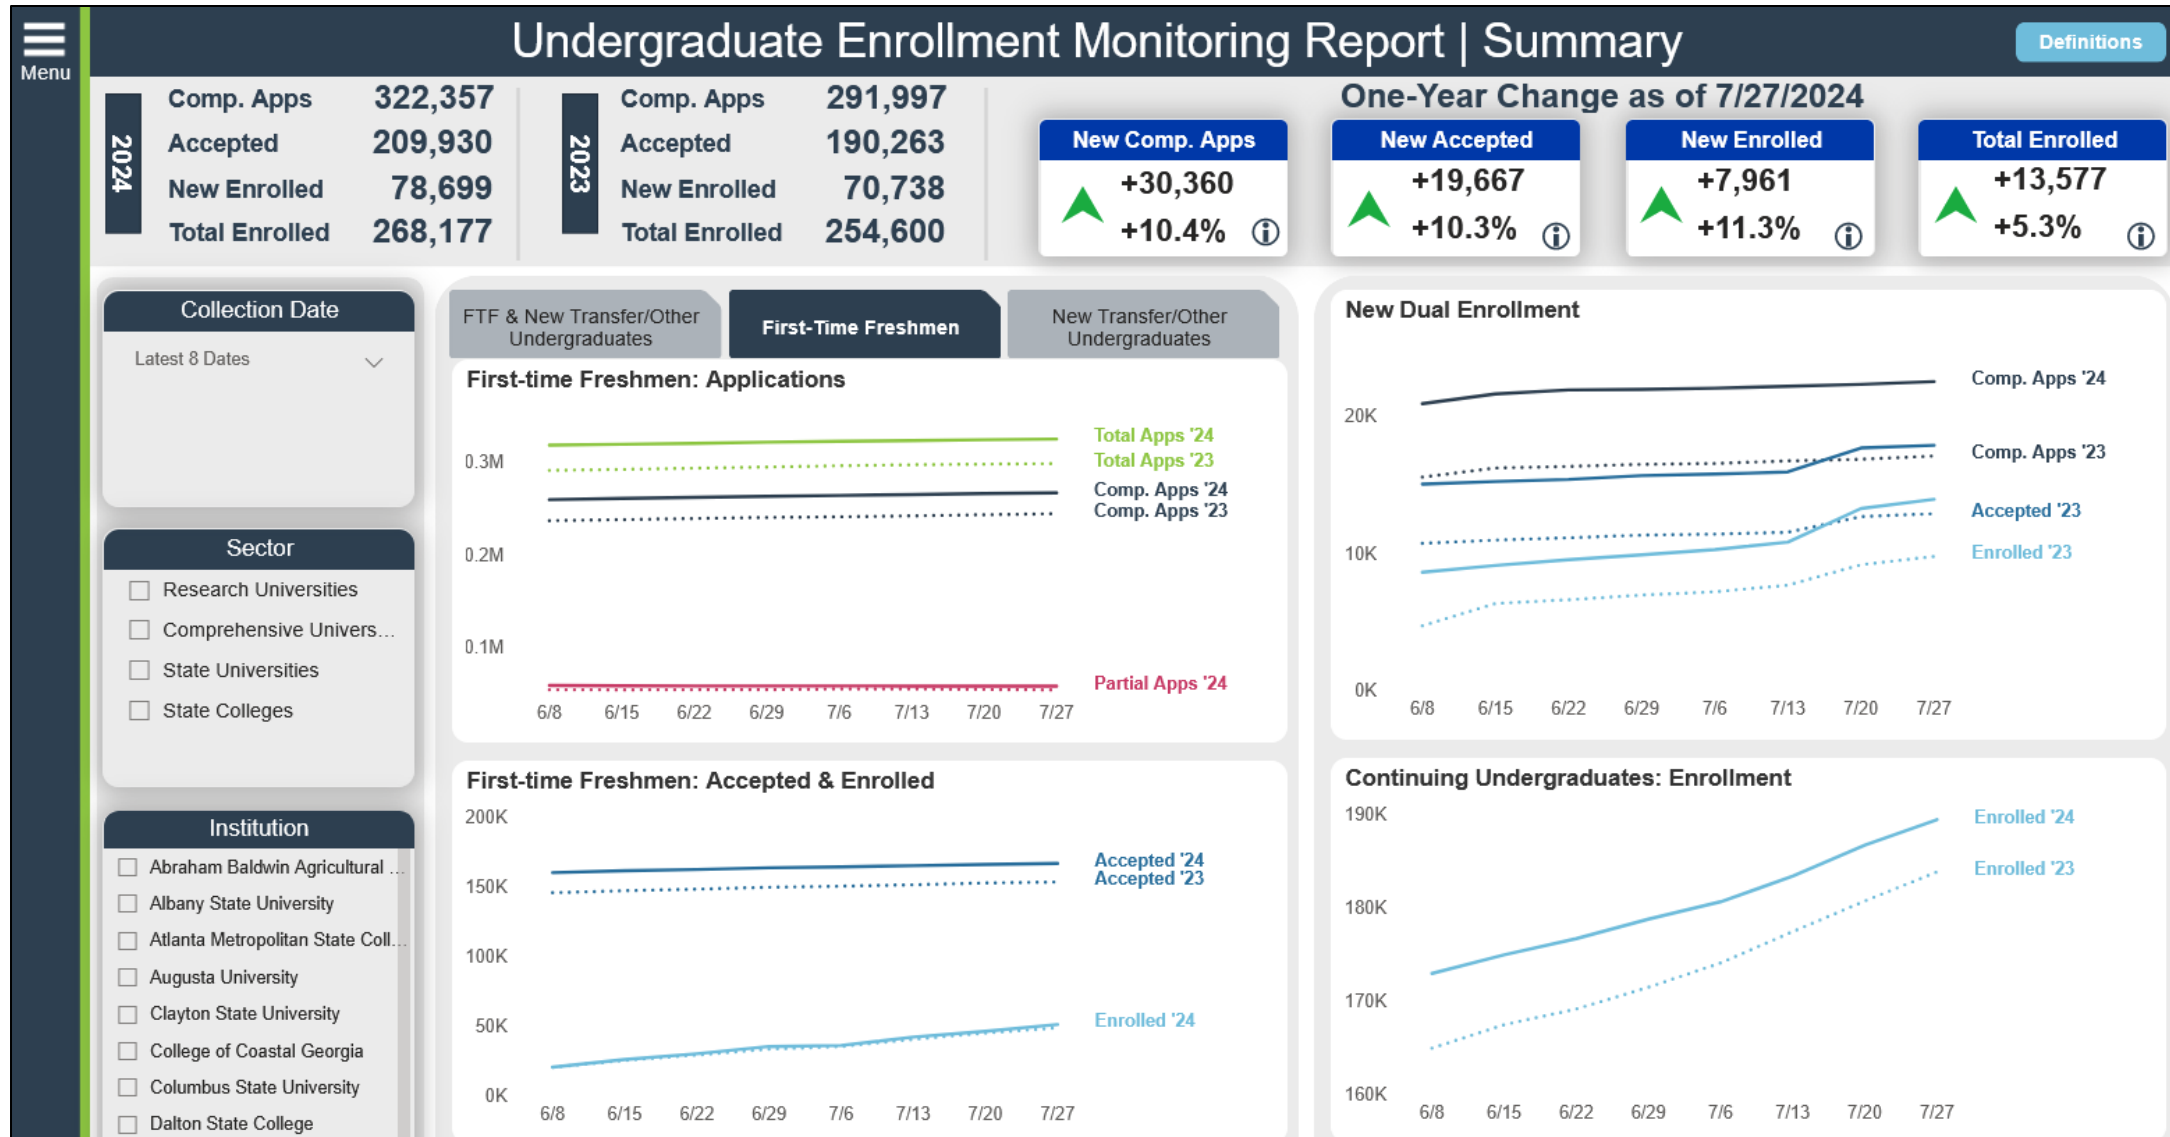 Menu
Undergraduate Enrollment Monitoring Report | Summary
Definitions
2024
Comp. Apps 322,357
Accepted 209,930
New Enrolled 78,699
Total Enrolled 268,177
2023
Comp. Apps 291,997
Accepted 190,263
New Enrolled 70,738
Total Enrolled 254,600
One-Year Change as of 7/27/2024
New Comp. Apps
+30,360
+10.4%
New Accepted
+19,667
+10.3%
New Enrolled
+7,961
+11.3%
Total Enrolled
+13,577
+5.3%
Collection Date
Latest 8 Dates
Sector
Research Universities
Comprehensive Univers...
State Universities
State Colleges
Institution
Abraham Baldwin Agricultural ...
Albany State University
Atlanta Metropolitan State Coll...
Augusta University
Clayton State University
College of Coastal Georgia
Columbus State University
Dalton State College
FTF & New Transfer/Other
Undergraduates
First-Time Freshmen
New Transfer/Other
Undergraduates
First-time Freshmen: Applications
0.3M
0.2M
0.1M
Total Apps '24
Total Apps '23
Comp. Apps '24
Comp. Apps '23
Partial Apps '24
6/8 6/15 6/22 6/29 7/6 7/13 7/20 7/27
First-time Freshmen: Accepted & Enrolled
200K
150K
100K
50K
0K
Accepted '24
Accepted '23
Enrolled '24
6/8 6/15 6/22 6/29 7/6 7/13 7/20 7/27
New Dual Enrollment
20K
10K
0K
Comp. Apps '24
Comp. Apps '23
Accepted '23
Enrolled '23
6/8 6/15 6/22 6/29 7/6 7/13 7/20 7/27
Continuing Undergraduates: Enrollment
190K
180K
170K
160K
Enrolled '24
Enrolled '23
6/8 6/15 6/22 6/29 7/6 7/13 7/20 7/27